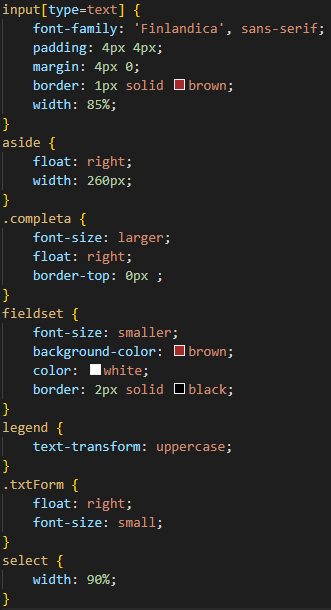 input[type=text] {
    font-family: 'Finlandica', sans-serif;
    padding: 4px 4px;
    margin: 4px 0;
    border: 1px solid brown;
    width: 85%;
}
aside {
    float: right;
    width: 260px;
}
.completa {
    font-size: larger;
    float: right;
    border-top: 0px ;
}
fieldset {
    font-size: smaller;
    background-color: brown;
    color: white;
    border: 2px solid black;
}
legend {
    text-transform: uppercase;
}
.txtForm {
    float: right;
    font-size: small;
}
select {
    width: 90%;
}